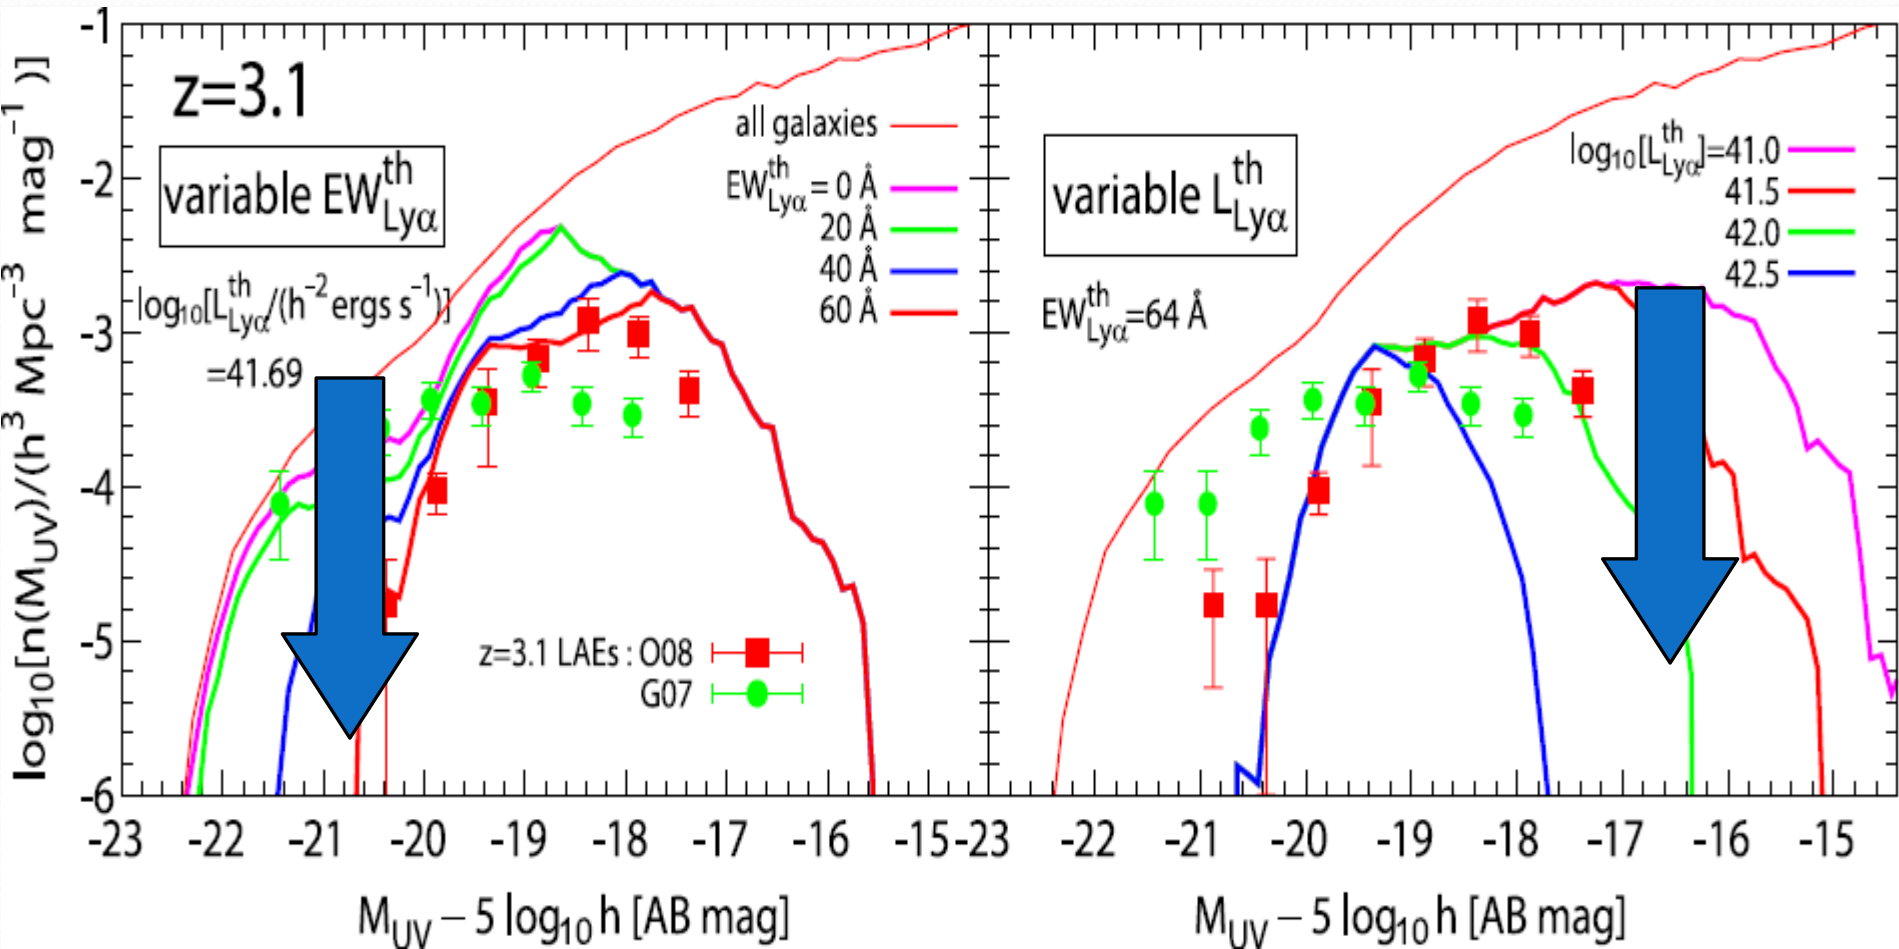 log₁₀[n(M_UV)/(h³ Mpc⁻³ mag⁻¹)]
-1
-2
-3
-4
-5
-6
z=3.1
variable EW^th_Lyα
log₁₀[L^th_Lyα/(h⁻² ergs s⁻¹)]
=41.69
all galaxies
EW^th_Lyα = 0 Å
20 Å
40 Å
60 Å
z=3.1 LAEs : O08
G07
-23 -22 -21 -20 -19 -18 -17 -16 -15
M_UV – 5 log₁₀ h [AB mag]
variable L^th_Lyα
EW^th_Lyα=64 Å
log₁₀[L^th_Lyα]=41.0
41.5
42.0
42.5
-23 -22 -21 -20 -19 -18 -17 -16 -15
M_UV – 5 log₁₀ h [AB mag]